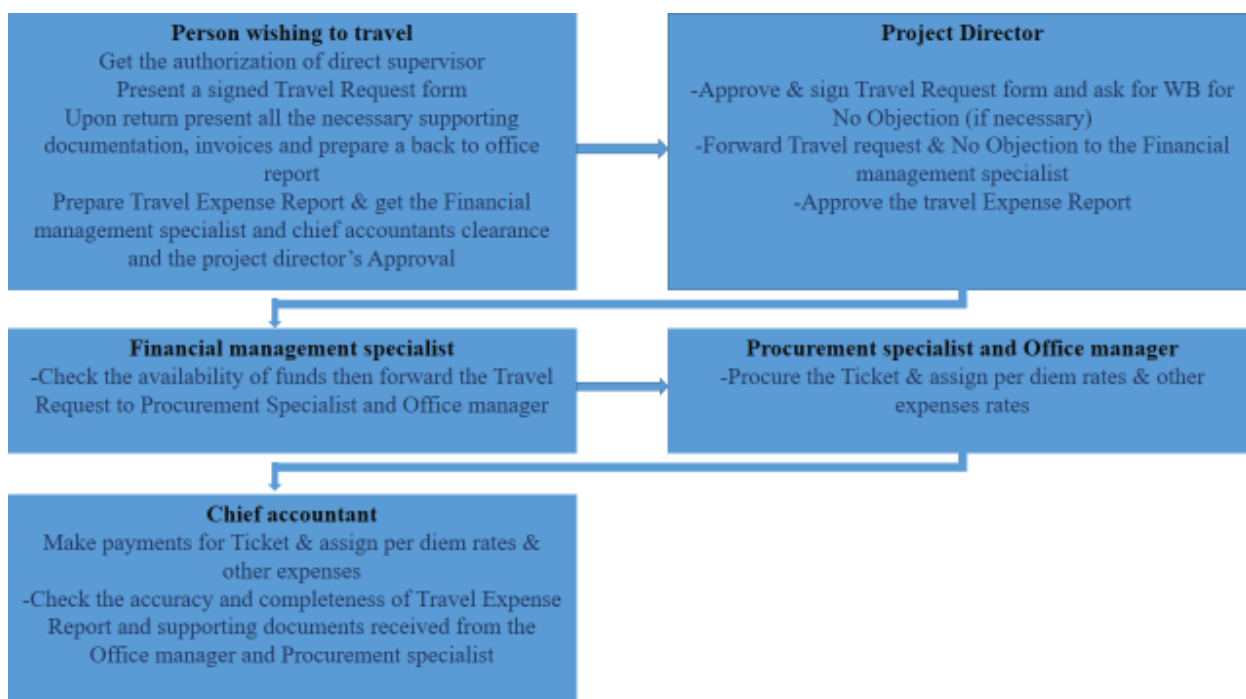 Person wishing to travel
Get the authorization of direct supervisor
Present a signed Travel Request form
Upon return present all the necessary supporting
documentation, invoices and prepare a back to office
report
Prepare Travel Expense Report & get the Financial
management specialist and chief accountants clearance
and the project director’s Approval
Project Director
-Approve & sign Travel Request form and ask for WB for
No Objection (if necessary)
-Forward Travel request & No Objection to the Financial
management specialist
-Approve the travel Expense Report
Financial management specialist
-Check the availability of funds then forward the Travel
Request to Procurement Specialist and Office manager
Procurement specialist and Office manager
-Procure the Ticket & assign per diem rates & other
expenses rates
Chief accountant
Make payments for Ticket & assign per diem rates &
other expenses
-Check the accuracy and completeness of Travel Expense
Report and supporting documents received from the
Office manager and Procurement specialist